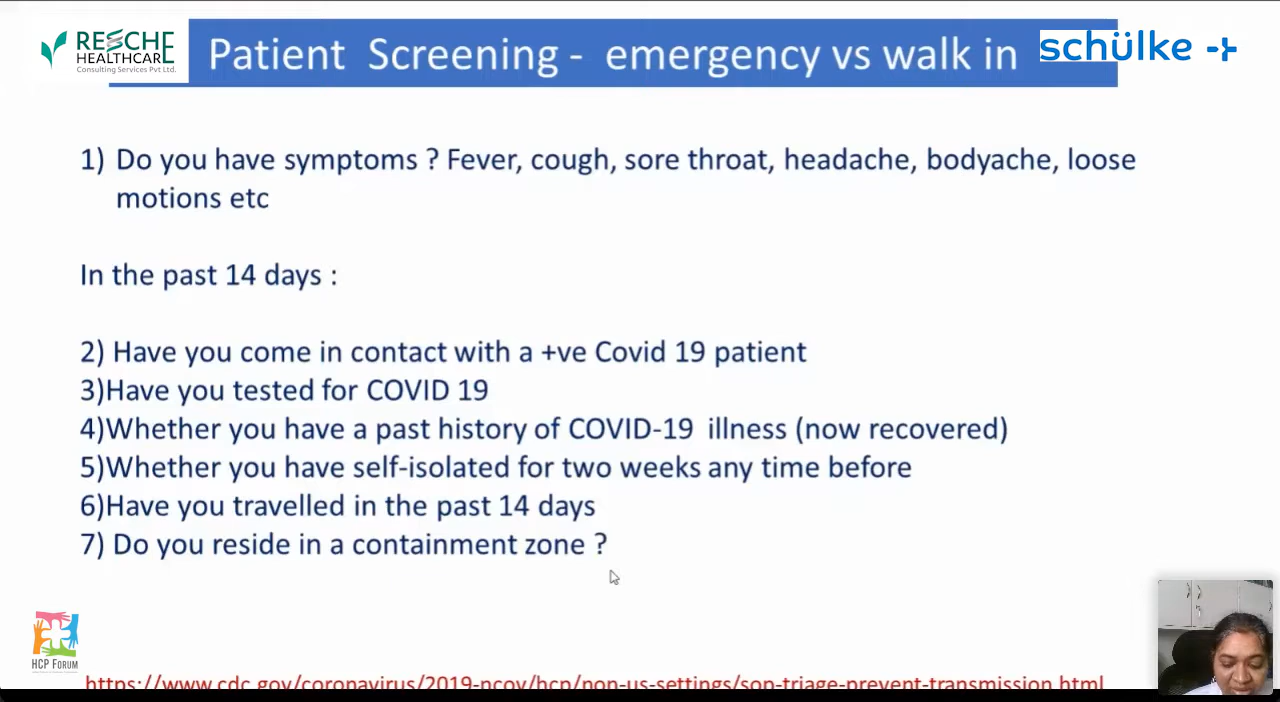 RESCHE
HEALTHCARE
Consulting Services Pvt Ltd.
Patient Screening - emergency vs walk in
schülke -+
1) Do you have symptoms ? Fever, cough, sore throat, headache, bodyache, loose
motions etc
In the past 14 days :
2) Have you come in contact with a +ve Covid 19 patient
3)Have you tested for COVID 19
4)Whether you have a past history of COVID-19 illness (now recovered)
5)Whether you have self-isolated for two weeks any time before
6)Have you travelled in the past 14 days
7) Do you reside in a containment zone ?
HCP FORUM
https://www.cdc.gov/coronavirus/2019-ncov/hcp/non-us-settings/sop-triage-prevent-transmission.html